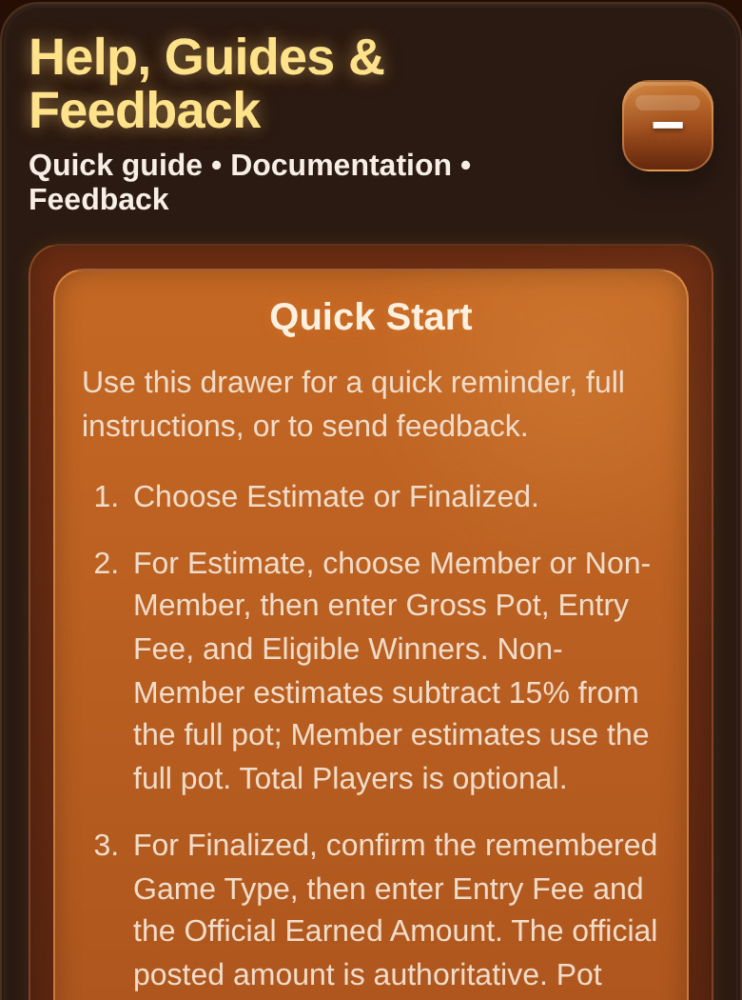 Help, Guides &
Feedback
Quick guide • Documentation •
Feedback
Quick Start
Use this drawer for a quick reminder, full
instructions, or to send feedback.
1. Choose Estimate or Finalized.
2. For Estimate, choose Member or Non-
Member, then enter Gross Pot, Entry
Fee, and Eligible Winners. Non-
Member estimates subtract 15% from
the full pot; Member estimates use the
full pot. Total Players is optional.
3. For Finalized, confirm the remembered
Game Type, then enter Entry Fee and
the Official Earned Amount. The official
posted amount is authoritative. Pot